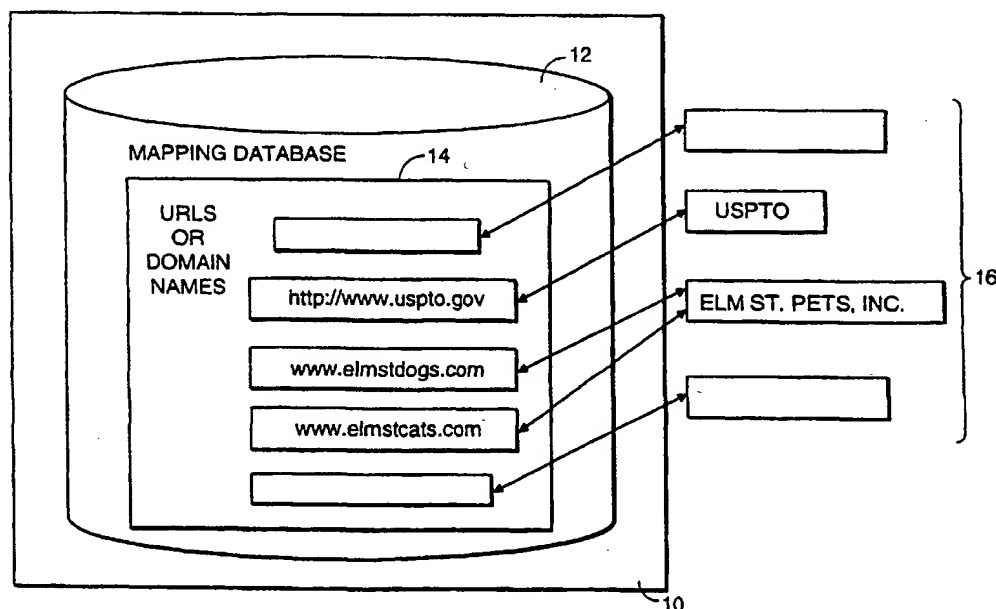 12
MAPPING DATABASE
14
URLS
OR
DOMAIN
NAMES
http://www.uspto.gov
www.elmstdogs.com
www.elmstcats.com
USPTO
ELM ST. PETS, INC.
16
10